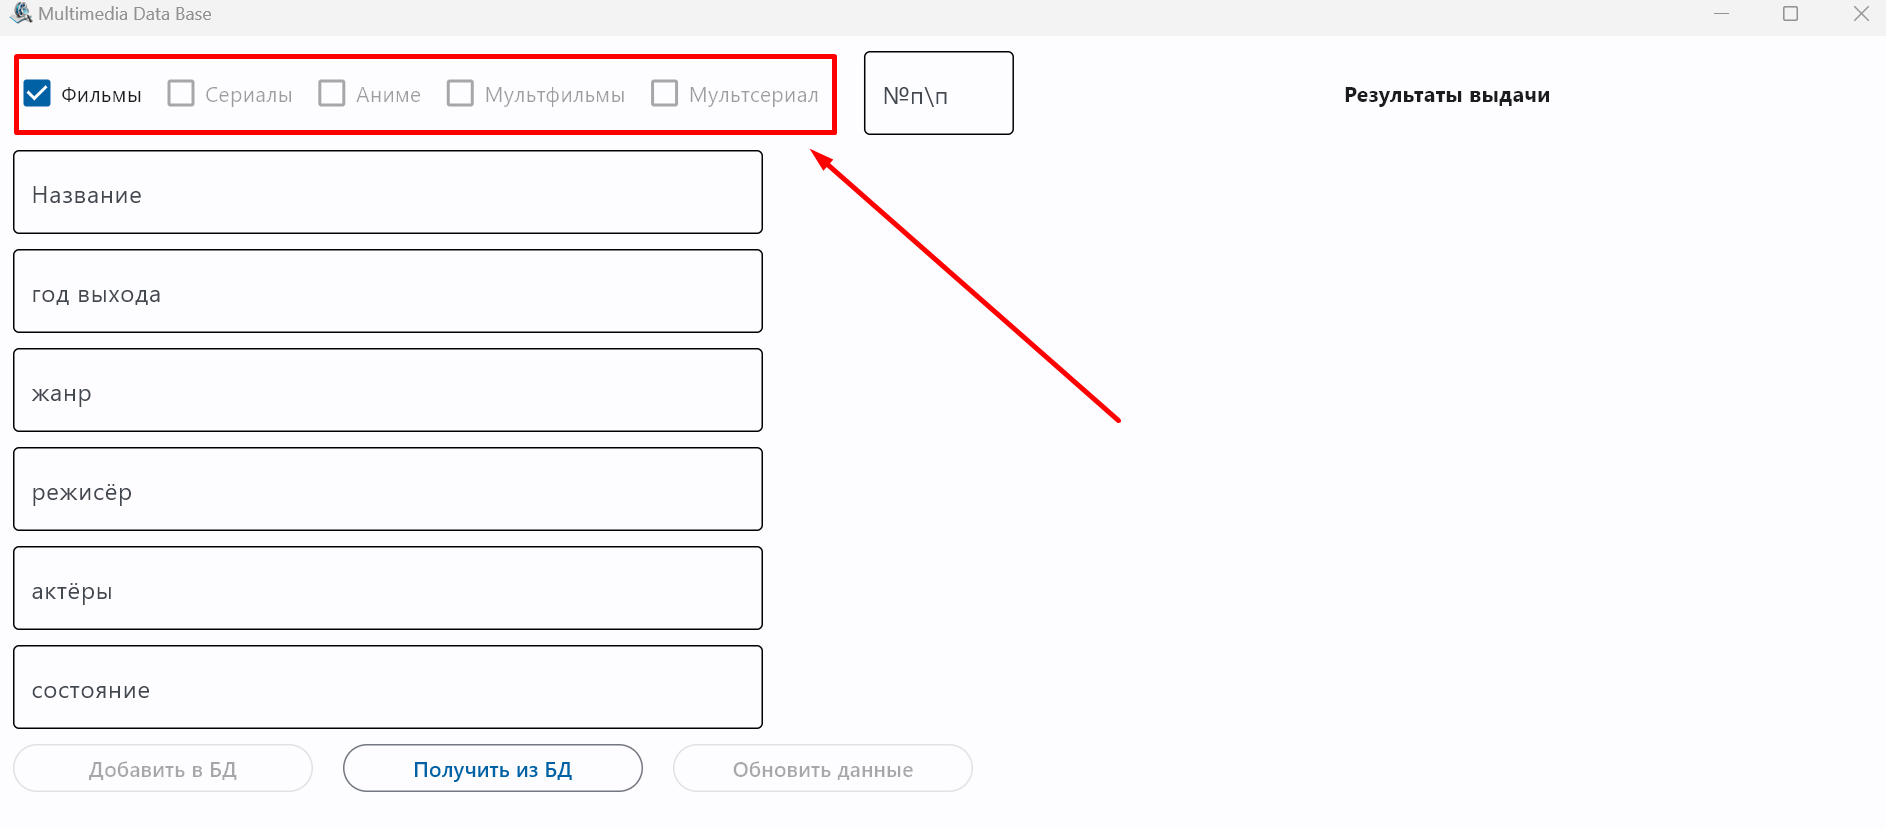 Multimedia Data Base
Фильмы Сериалы Аниме Мультфильмы Мультсериал №п\п Результаты выдачи
Название
год выхода
жанр
режисёр
актёры
состояние
Добавить в БД Получить из БД Обновить данные